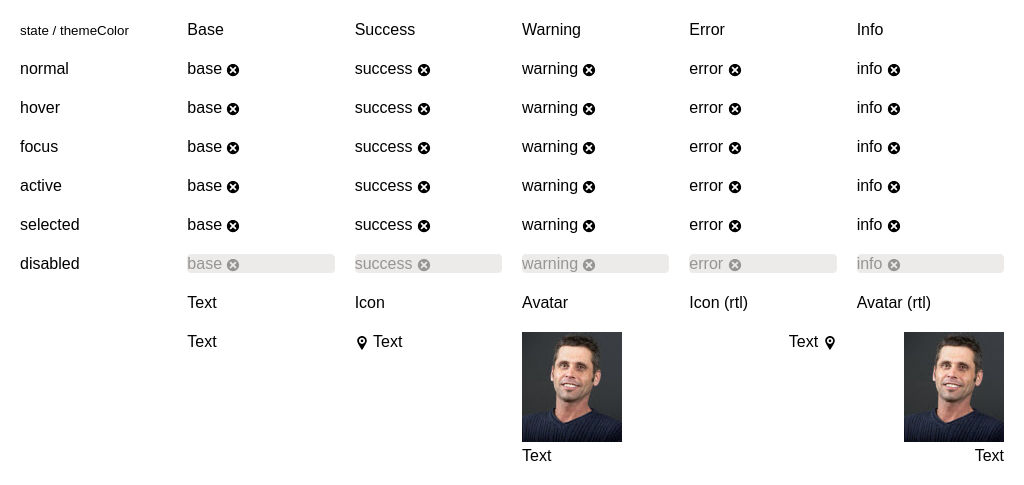 state / themeColor Base Success Warning Error Info
normal base success warning error info
hover base success warning error info
focus base success warning error info
active base success warning error info
selected base success warning error info
disabled base success warning error info
Text Icon Avatar Icon (rtl) Avatar (rtl)
Text Text Text
Text Text